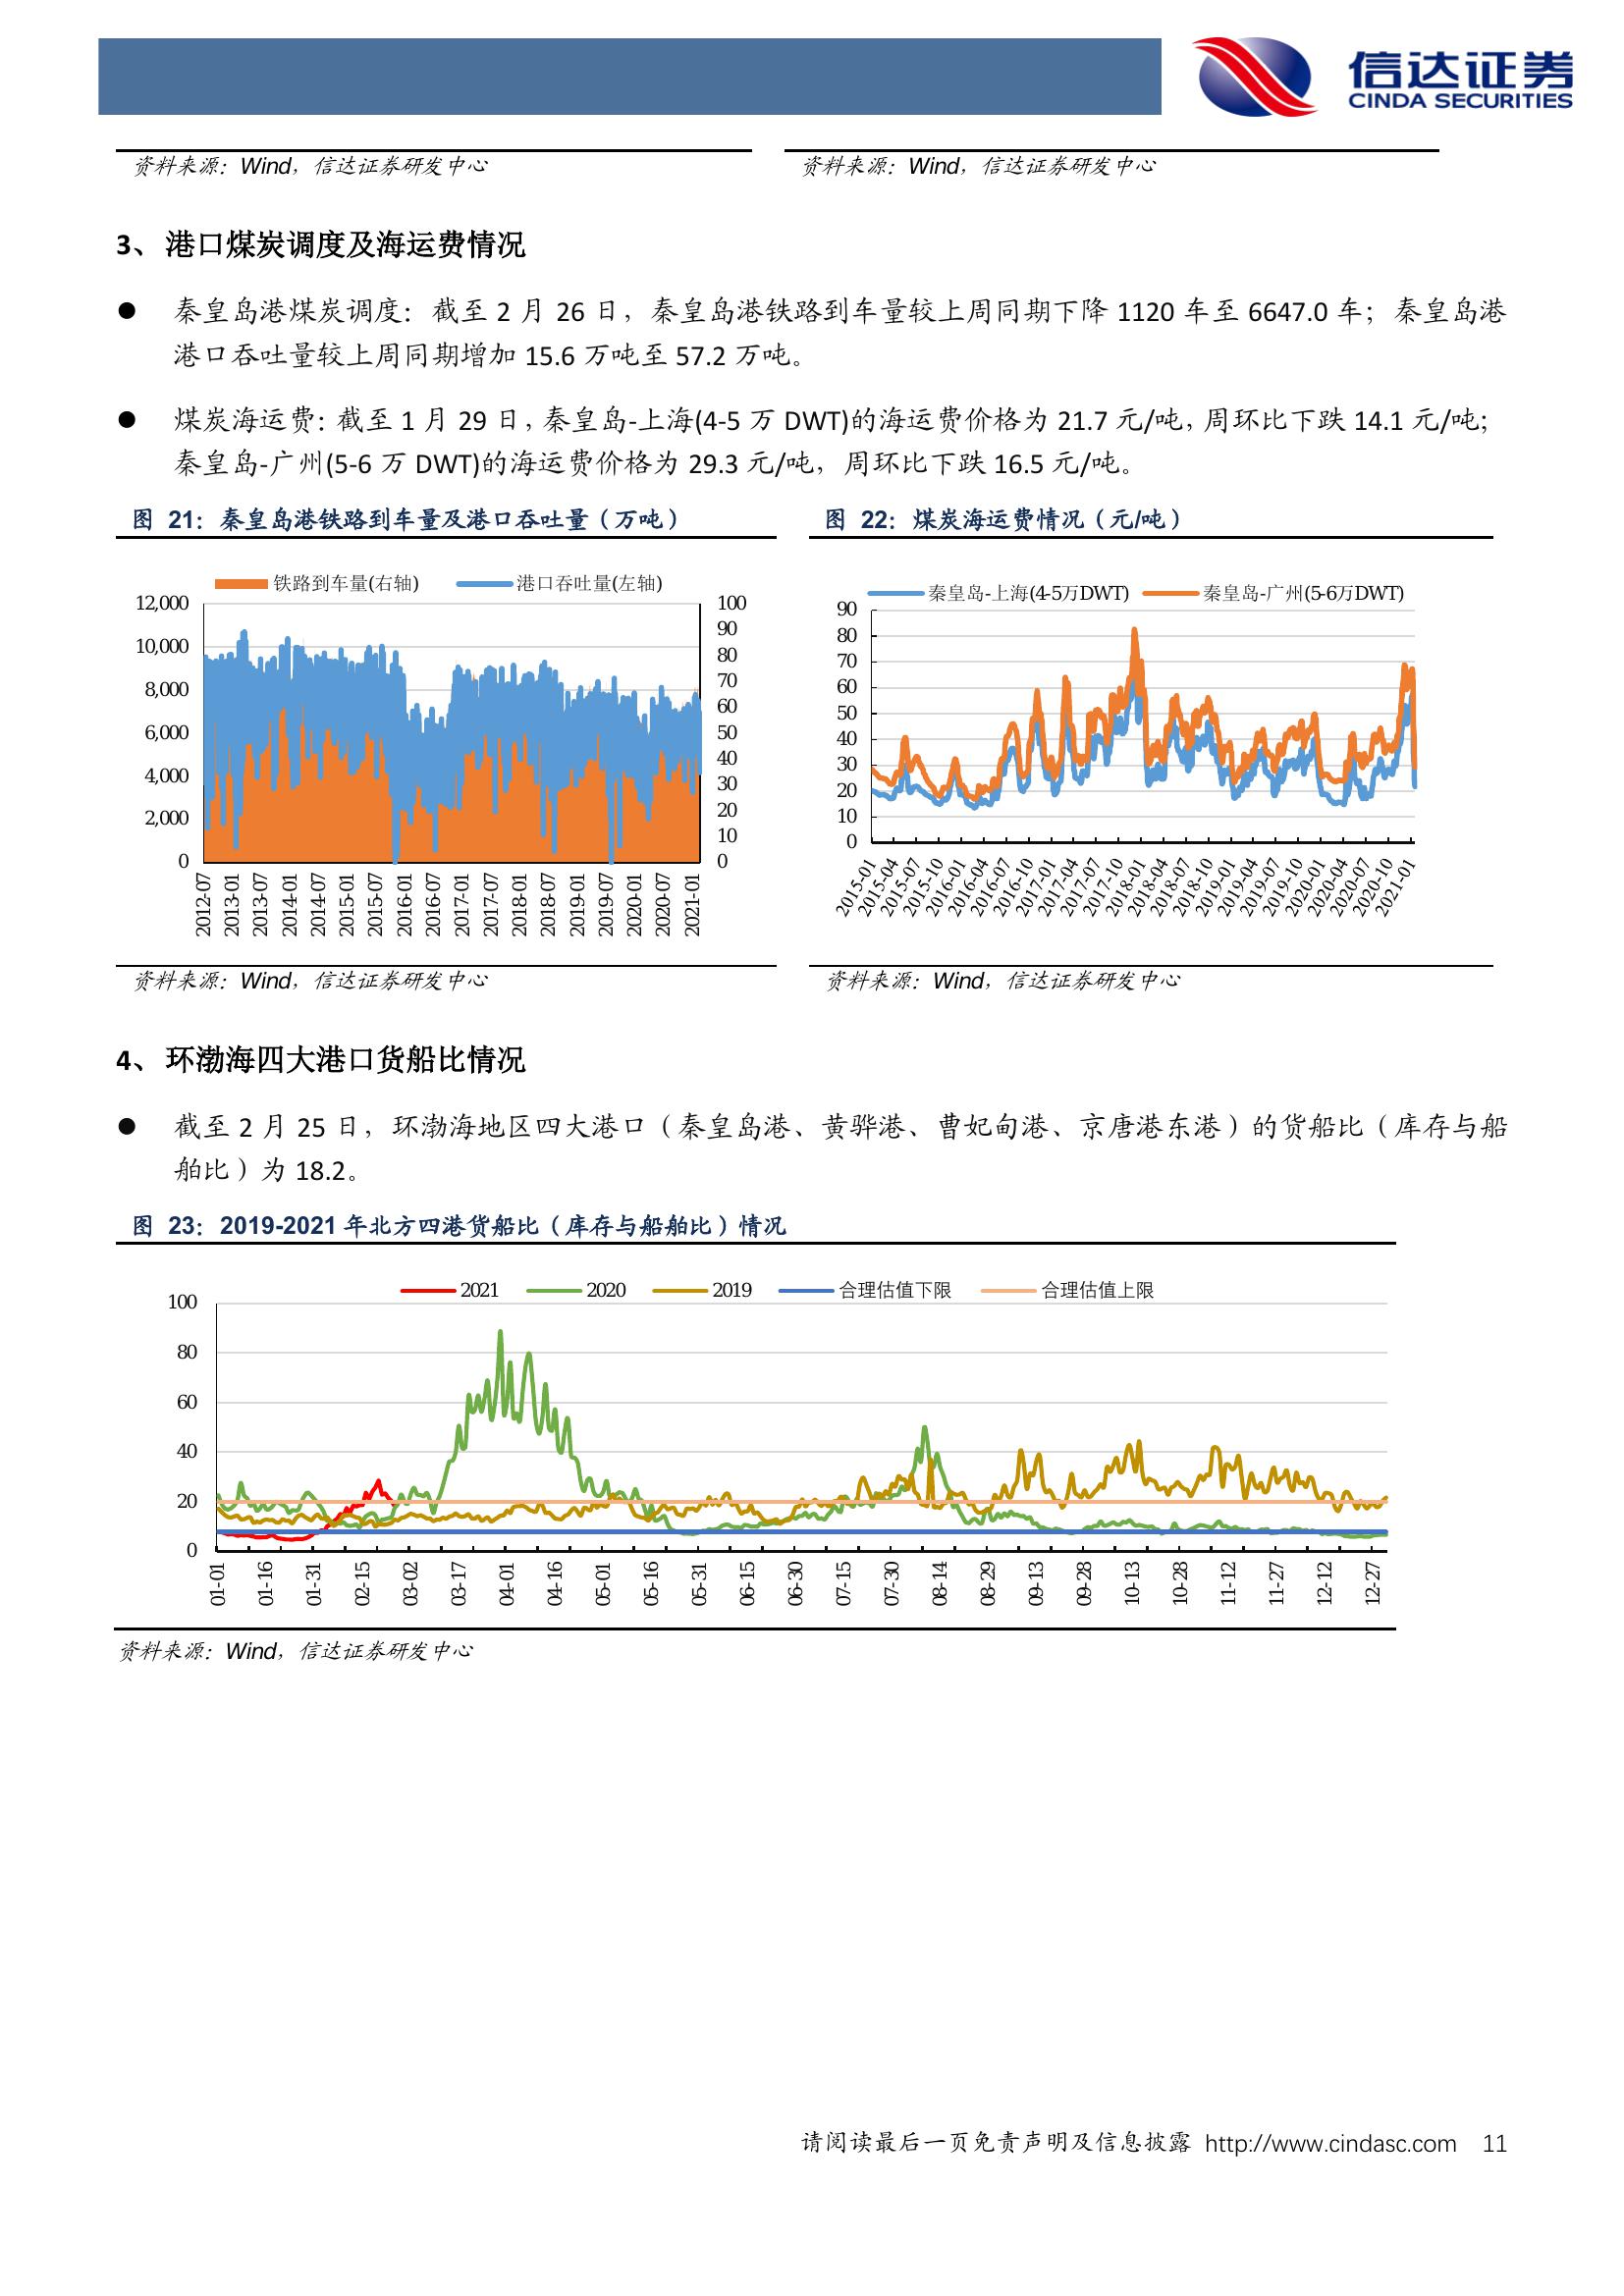 信达证券
CINDA SECURITIES
资料来源：Wind，信达证券研发中心
资料来源：Wind，信达证券研发中心
3、 港口煤炭调度及海运费情况
● 秦皇岛港煤炭调度：截至 2 月 26 日，秦皇岛港铁路到车量较上周同期下降 1120 车至 6647.0 车；秦皇岛港
港口吞吐量较上周同期增加 15.6 万吨至 57.2 万吨。
● 煤炭海运费：截至 1 月 29 日，秦皇岛-上海(4-5 万 DWT)的海运费价格为 21.7 元/吨，周环比下跌 14.1 元/吨；
秦皇岛-广州(5-6 万 DWT)的海运费价格为 29.3 元/吨，周环比下跌 16.5 元/吨。
图 21：秦皇岛港铁路到车量及港口吞吐量（万吨）
铁路到车量(右轴) 港口吞吐量(左轴)
12,000
10,000
8,000
6,000
4,000
2,000
0
100
90
80
70
60
50
40
30
20
10
0
2012-07 2013-01 2013-07 2014-01 2014-07 2015-01 2015-07 2016-01 2016-07 2017-01 2017-07 2018-01 2018-07 2019-01 2019-07 2020-01 2020-07 2021-01
资料来源：Wind，信达证券研发中心
图 22：煤炭海运费情况（元/吨）
秦皇岛-上海(4-5万DWT) 秦皇岛-广州(5-6万DWT)
90
80
70
60
50
40
30
20
10
0
2015-01 2015-04 2015-07 2015-10 2016-01 2016-04 2016-07 2016-10 2017-01 2017-04 2017-07 2017-10 2018-01 2018-04 2018-07 2018-10 2019-01 2019-04 2019-07 2019-10 2020-01 2020-04 2020-07 2020-10 2021-01
资料来源：Wind，信达证券研发中心
4、 环渤海四大港口货船比情况
● 截至 2 月 25 日，环渤海地区四大港口（秦皇岛港、黄骅港、曹妃甸港、京唐港东港）的货船比（库存与船
舶比）为 18.2。
图 23：2019-2021 年北方四港货船比（库存与船舶比）情况
2021 2020 2019 合理估值下限 合理估值上限
100
80
60
40
20
0
01-01 01-16 01-31 02-15 03-02 03-17 04-01 04-16 05-01 05-16 05-31 06-15 06-30 07-15 07-30 08-14 08-29 09-13 09-28 10-13 10-28 11-12 11-27 12-12 12-27
资料来源：Wind，信达证券研发中心
请阅读最后一页免责声明及信息披露 http://www.cindasc.com 11